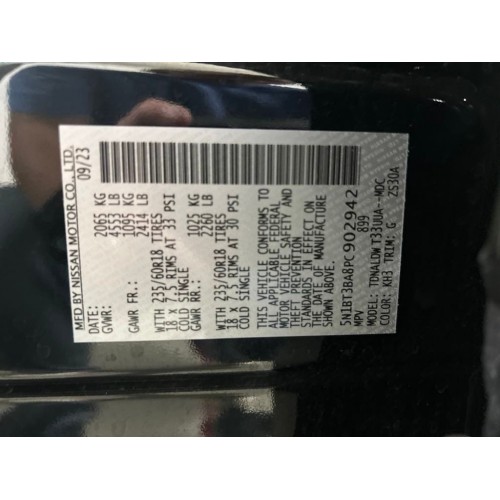 MFD BY NISSAN MOTOR CO., LTD.
DATE: 09/23
GVWR: 2065 KG
4555 LB
GAWR FR.: 1095 KG
2414 LB
WITH 235/60R18 TIRES
18 X 7.5 RIMS AT 33 PSI
COLD SINGLE
GAWR RR.: 1025 KG
2260 LB
WITH 235/60R18 TIRES
18 X 7.5 RIMS AT 30 PSI
COLD SINGLE
THIS VEHICLE CONFORMS TO
ALL APPLICABLE FEDERAL
MOTOR VEHICLE SAFETY AND
THEFT PREVENTION
STANDARDS IN EFFECT
ON THE DATE OF MANUFACTURE
SHOWN ABOVE.
5N1BT3BA8PC902942
MPV 899
MODEL: TDNALDW T33UUA--MDC
COLOR: KH3 TRIM: G 2S30A